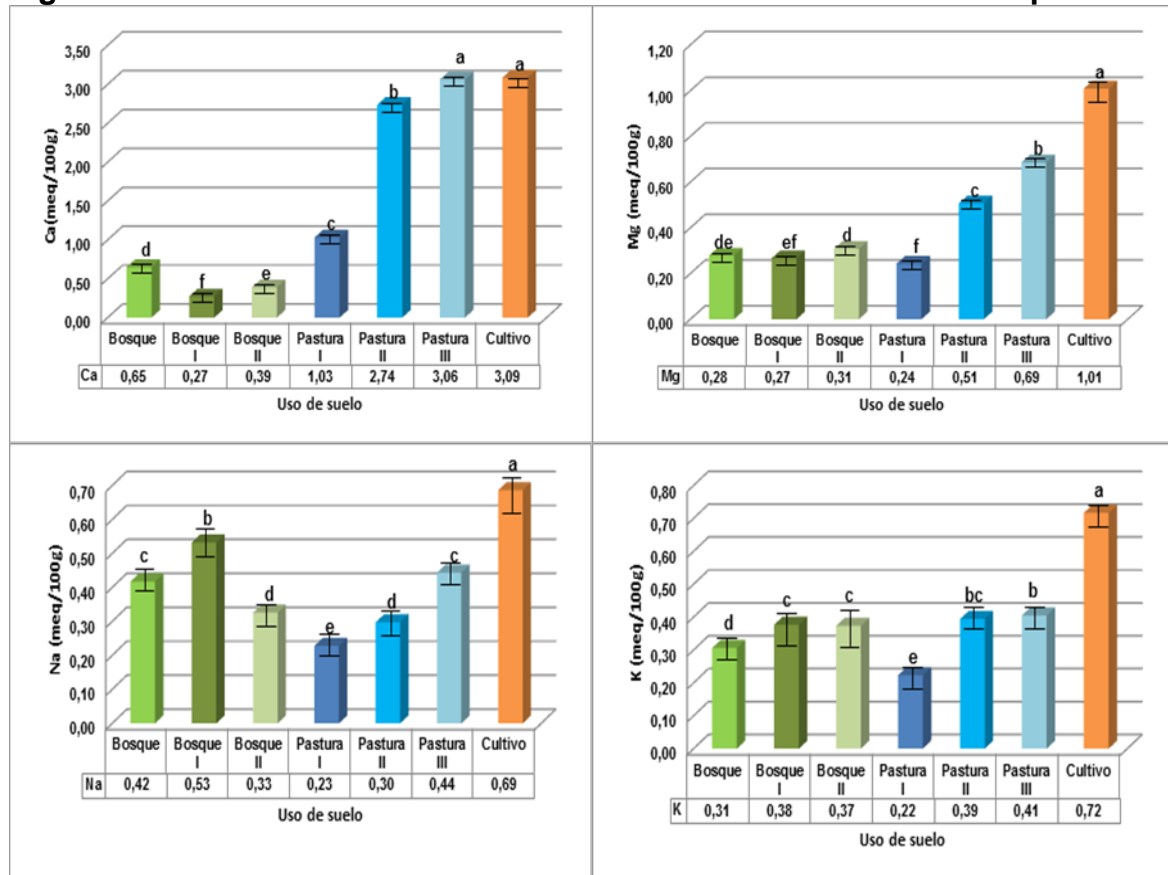 3,50
3,00
2,50
2,00
1,50
1,00
0,50
0,00
Ca(meq/100g)
d
f
e
c
b
a
a
Bosque Bosque I Bosque II Pastura I Pastura II Pastura III Cultivo
Ca 0,65 0,27 0,39 1,03 2,74 3,06 3,09
Uso de suelo
1,20
1,00
0,80
0,60
0,40
0,20
0,00
Mg (meq/100g)
de
ef
d
f
c
b
a
Bosque Bosque I Bosque II Pastura I Pastura II Pastura III Cultivo
Mg 0,28 0,27 0,31 0,24 0,51 0,69 1,01
Uso de suelo
0,70
0,60
0,50
0,40
0,30
0,20
0,10
0,00
Na (meq/100g)
c
b
d
e
d
c
a
Bosque Bosque I Bosque II Pastura I Pastura II Pastura III Cultivo
Na 0,42 0,53 0,33 0,23 0,30 0,44 0,69
Uso de suelo
0,80
0,70
0,60
0,50
0,40
0,30
0,20
0,10
0,00
K (meq/100g)
d
c
c
e
bc
b
a
Bosque Bosque I Bosque II Pastura I Pastura II Pastura III Cultivo
K 0,31 0,38 0,37 0,22 0,39 0,41 0,72
Uso de suelo